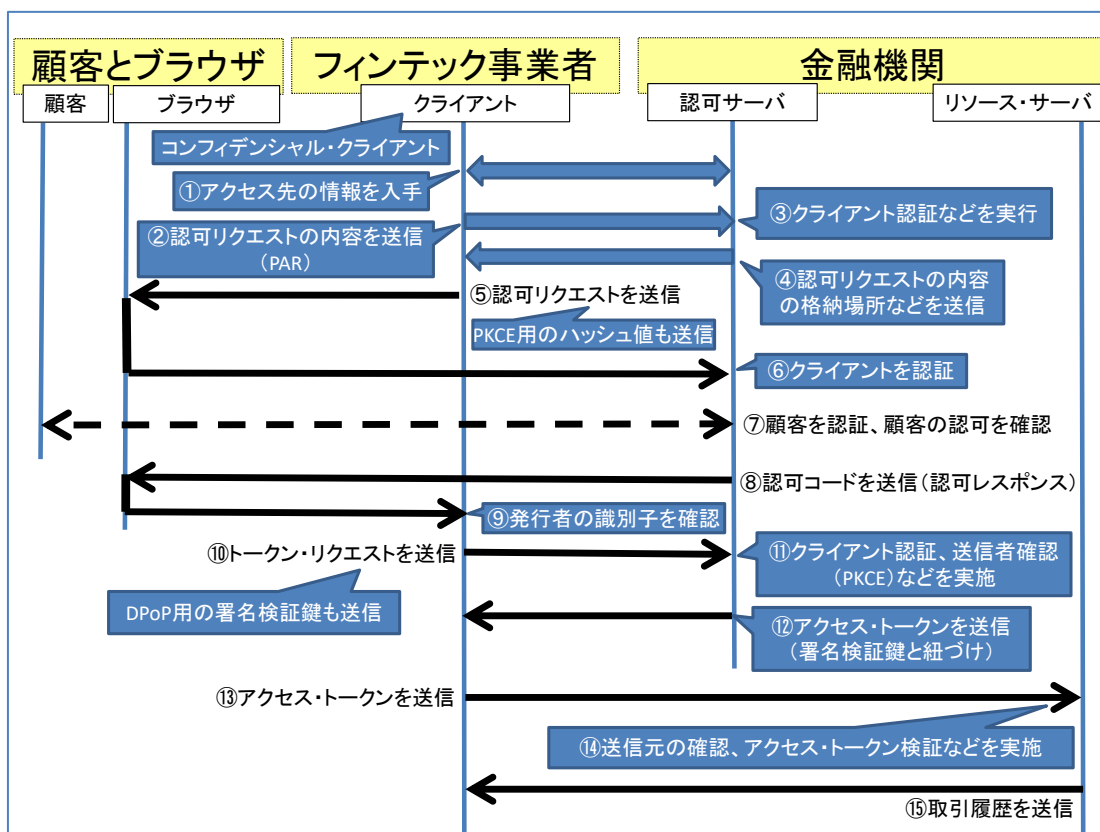 顧客とブラウザ
フィンテック事業者
金融機関
顧客
ブラウザ
クライアント
認可サーバ
リソース・サーバ
コンフィデンシャル・クライアント
①アクセス先の情報を入手
②認可リクエストの内容を送信
（PAR）
③クライアント認証などを実行
④認可リクエストの内容
の格納場所などを送信
⑤認可リクエストを送信
PKCE用のハッシュ値も送信
⑥クライアントを認証
⑦顧客を認証、顧客の認可を確認
⑧認可コードを送信（認可レスポンス）
⑨発行者の識別子を確認
⑩トークン・リクエストを送信
DPoP用の署名検証鍵も送信
⑪クライアント認証、送信者確認
（PKCE）などを実施
⑫アクセス・トークンを送信
（署名検証鍵と紐づけ）
⑬アクセス・トークンを送信
⑭送信元の確認、アクセス・トークン検証などを実施
⑮取引履歴を送信